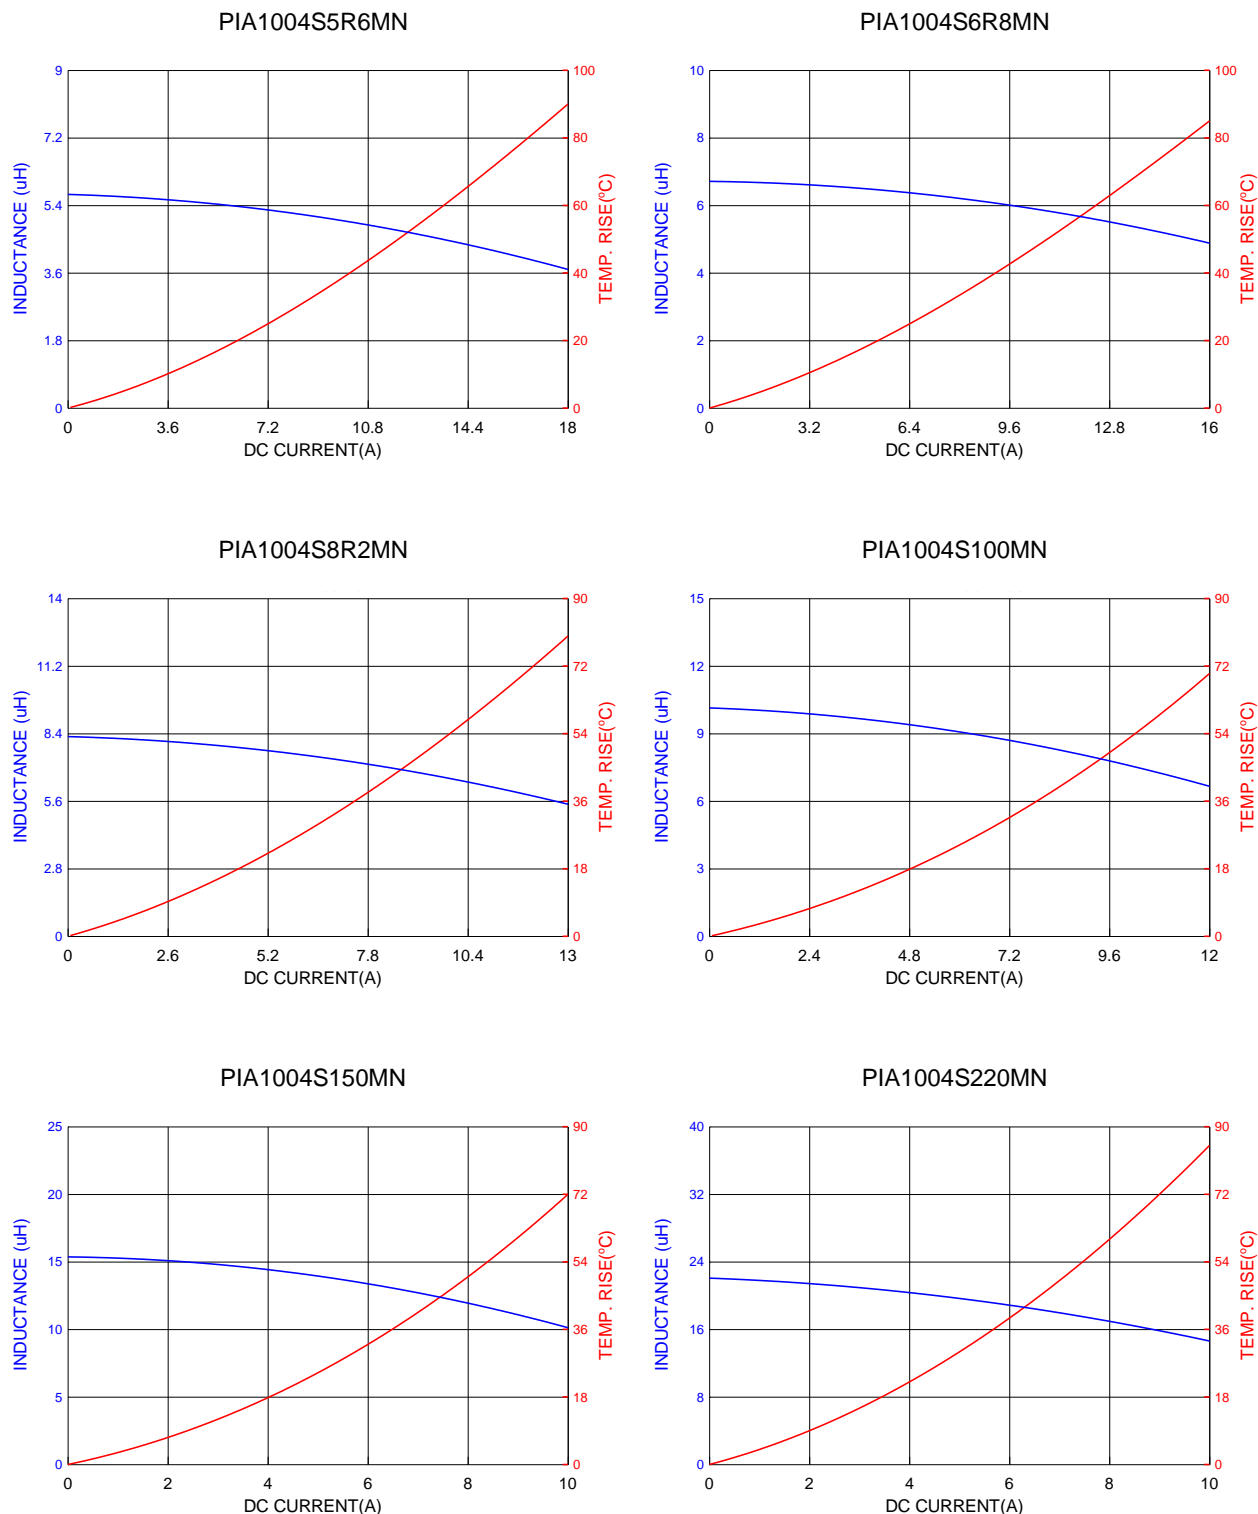 PIA1004S5R6MN
9
7.2
5.4
3.6
1.8
0
INDUCTANCE (uH)
100
80
60
40
20
0
TEMP. RISE(ºC)
0 3.6 7.2 10.8 14.4 18
DC CURRENT(A)
PIA1004S6R8MN
10
8
6
4
2
0
INDUCTANCE (uH)
100
80
60
40
20
0
TEMP. RISE(ºC)
0 3.2 6.4 9.6 12.8 16
DC CURRENT(A)
PIA1004S8R2MN
14
11.2
8.4
5.6
2.8
0
INDUCTANCE (uH)
90
72
54
36
18
0
TEMP. RISE(ºC)
0 2.6 5.2 7.8 10.4 13
DC CURRENT(A)
PIA1004S100MN
15
12
9
6
3
0
INDUCTANCE (uH)
90
72
54
36
18
0
TEMP. RISE(ºC)
0 2.4 4.8 7.2 9.6 12
DC CURRENT(A)
PIA1004S150MN
25
20
15
10
5
0
INDUCTANCE (uH)
90
72
54
36
18
0
TEMP. RISE(ºC)
0 2 4 6 8 10
DC CURRENT(A)
PIA1004S220MN
40
32
24
16
8
0
INDUCTANCE (uH)
90
72
54
36
18
0
TEMP. RISE(ºC)
0 2 4 6 8 10
DC CURRENT(A)